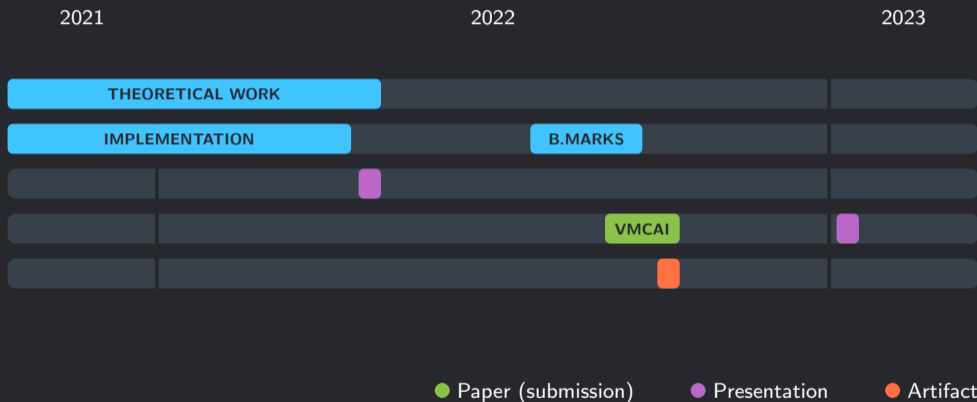 2021 2022 2023
THEORETICAL WORK
IMPLEMENTATION B.MARKS
VMCAI
Paper (submission) Presentation Artifact